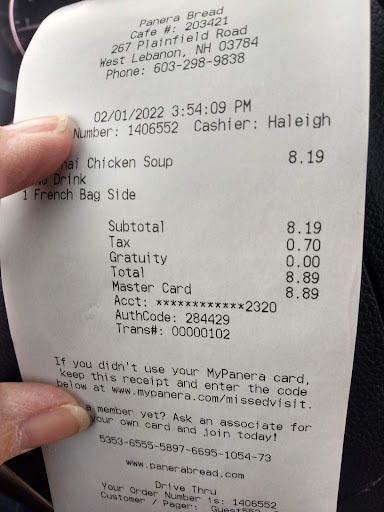 Panera Bread
Cafe #: 203421
267 Plainfield Road
West Lebanon, NH 03784
Phone: 603-298-9838
02/01/2022 3:54:09 PM
Number: 1406552 Cashier: Haleigh
Chicken Soup 8.19
No Drink
1 French Bag Side
Subtotal 8.19
Tax 0.70
Gratuity 0.00
Total 8.89
Master Card 8.89
Acct: ************2320
AuthCode: 284429
Trans#: 00000102
If you didn't use your MyPanera card,
keep this receipt and enter the code
below at www.mypanera.com/missedvisit.
a member yet? Ask an associate for
your own card and join today!
5353-6555-5897-6695-1054-73
www.panerabread.com
Drive Thru
Your Order Number is: 1406552
Customer / Pager: